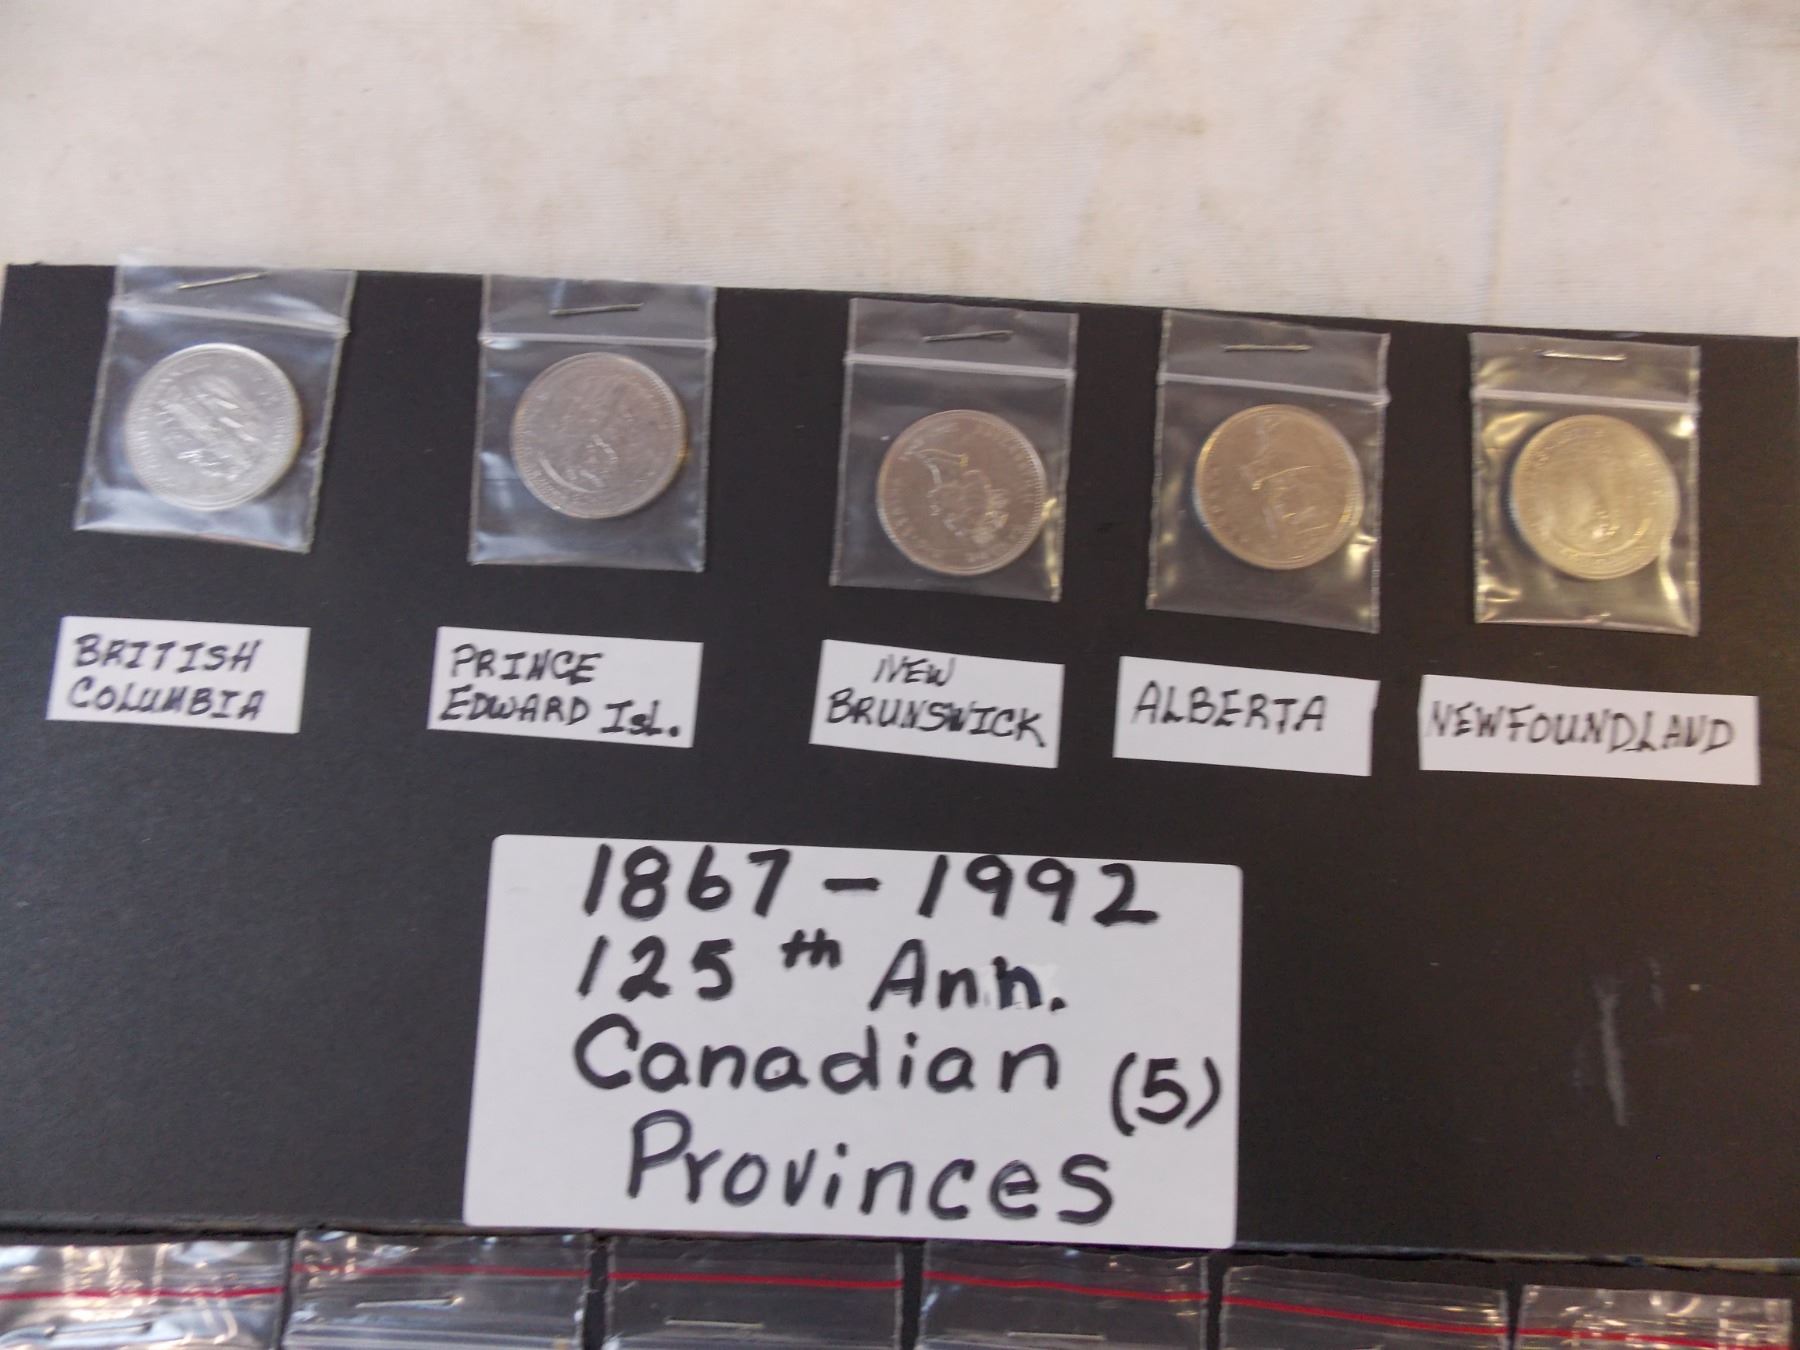 BRITISH
COLUMBIA
PRINCE
EDWARD ISL.
NEW
BRUNSWICK
ALBERTA
NEWFOUNDLAND
1867-1992
125th Ann.
Canadian (5)
Provinces